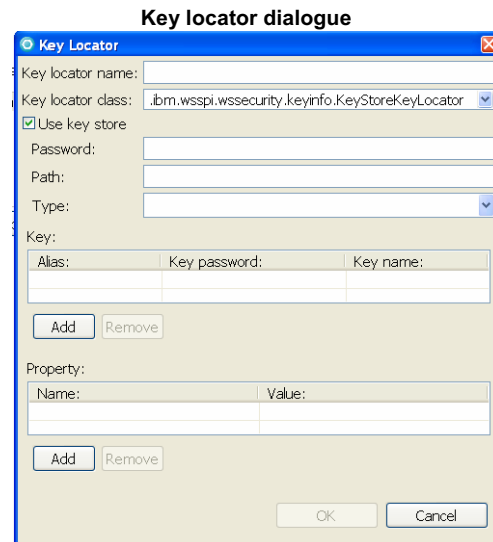 Key locator dialogue
Key Locator
Key locator name:
Key locator class: .ibm.wsspi.wssecurity.keyinfo.KeyStoreKeyLocator
Use key store
Password:
Path:
Type:
Key:
Alias: Key password: Key name:
Add Remove
Property:
Name: Value:
Add Remove
OK Cancel